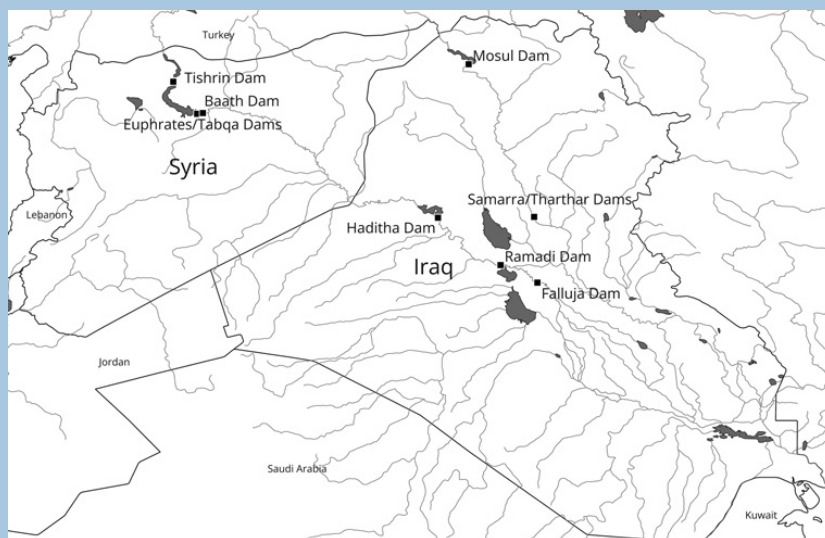 Turkey
Mosul Dam
Tishrin Dam
Baath Dam
Euphrates/Tabqa Dams
Syria
Samarra/Tharthar Dams
Lebanon
Haditha Dam
Ramadi Dam
Iraq
Falluja Dam
Jordan
Saudi Arabia
Kuwait